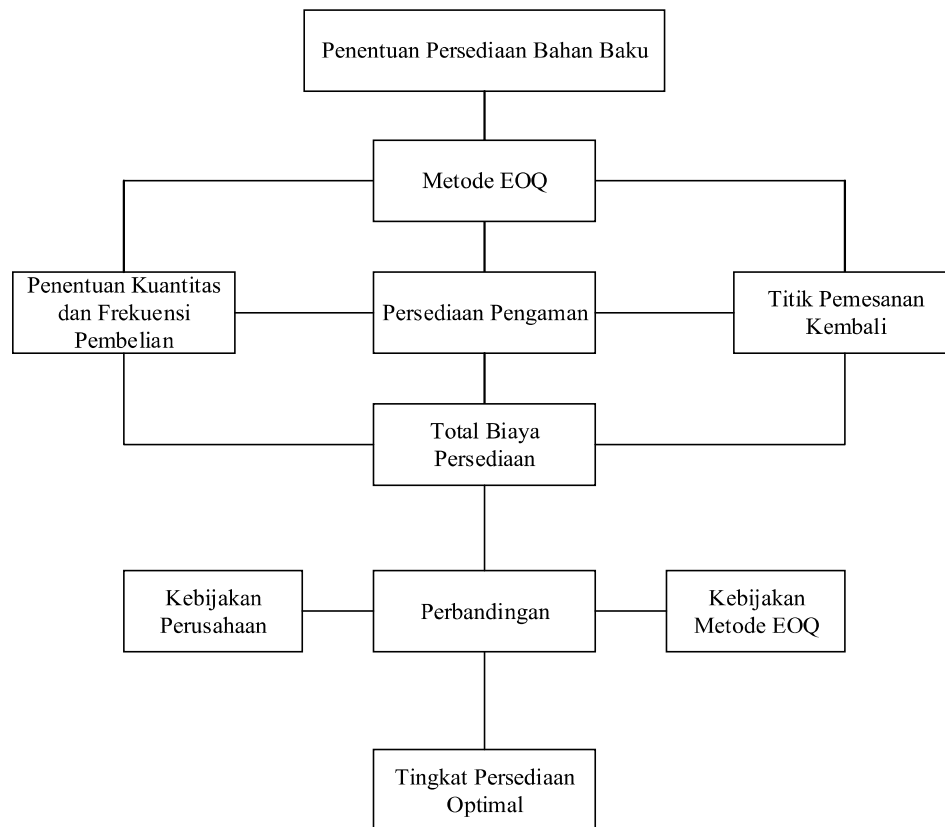 Penentuan Persediaan Bahan Baku
Metode EOQ
Penentuan Kuantitas
dan Frekuensi
Pembelian
Persediaan Pengaman
Titik Pemesanan
Kembali
Total Biaya
Persediaan
Kebijakan
Perusahaan
Perbandingan
Kebijakan
Metode EOQ
Tingkat Persediaan
Optimal